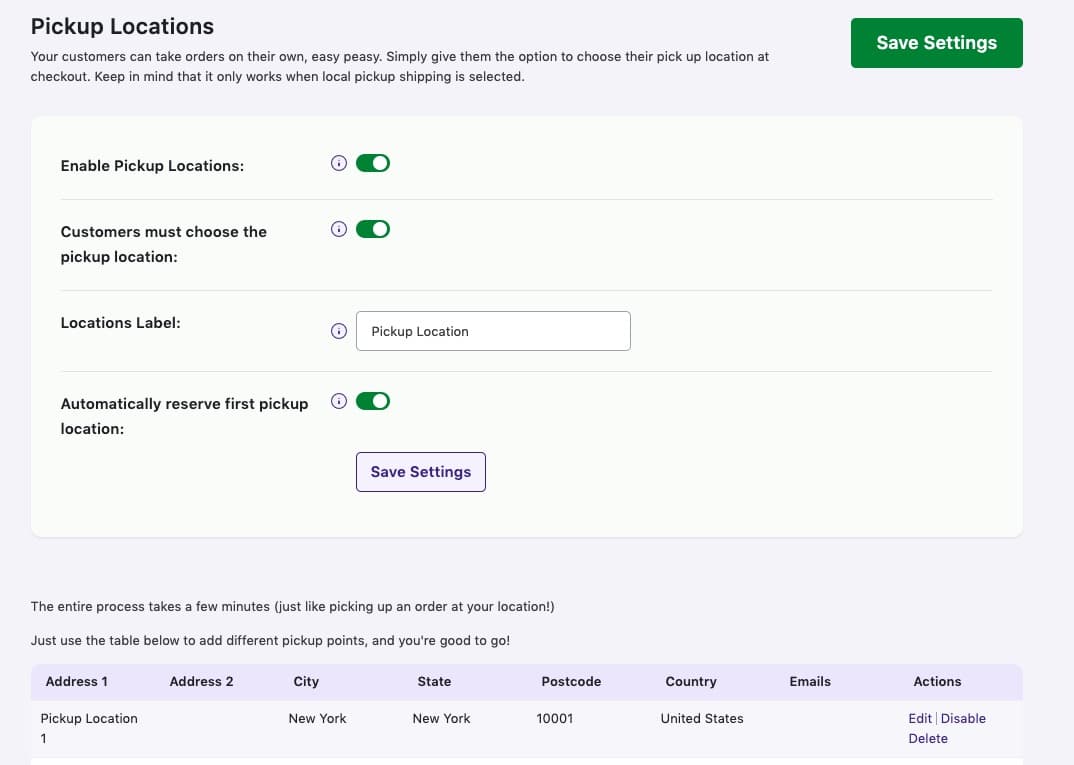 Pickup Locations
Save Settings
Your customers can take orders on their own, easy peasy. Simply give them the option to choose their pick up location at
checkout. Keep in mind that it only works when local pickup shipping is selected.
Enable Pickup Locations:
Customers must choose the
pickup location:
Locations Label:
Pickup Location
Automatically reserve first pickup
location:
Save Settings
The entire process takes a few minutes (just like picking up an order at your location!)
Just use the table below to add different pickup points, and you're good to go!
Address 1 Address 2 City State Postcode Country Emails Actions
Pickup Location New York New York 10001 United States Edit | Disable
1 Delete